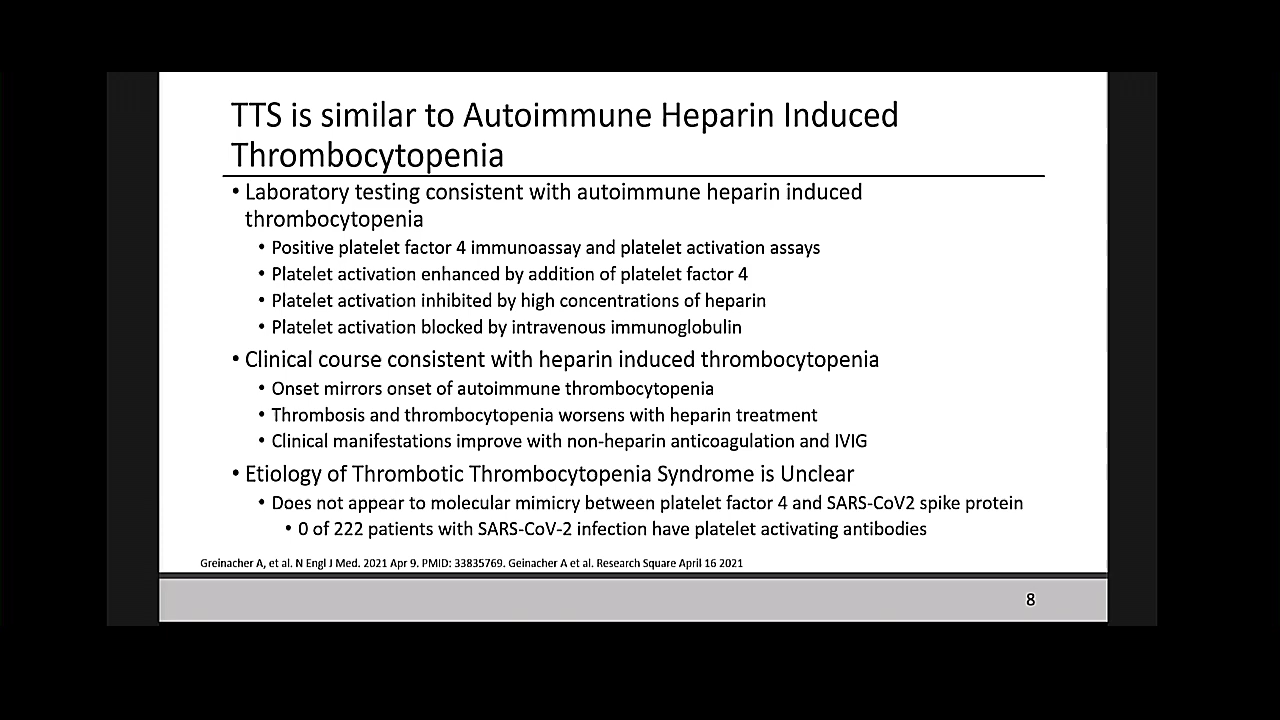 TTS is similar to Autoimmune Heparin Induced
Thrombocytopenia
• Laboratory testing consistent with autoimmune heparin induced
thrombocytopenia
• Positive platelet factor 4 immunoassay and platelet activation assays
• Platelet activation enhanced by addition of platelet factor 4
• Platelet activation inhibited by high concentrations of heparin
• Platelet activation blocked by intravenous immunoglobulin
• Clinical course consistent with heparin induced thrombocytopenia
• Onset mirrors onset of autoimmune thrombocytopenia
• Thrombosis and thrombocytopenia worsens with heparin treatment
• Clinical manifestations improve with non-heparin anticoagulation and IVIG
• Etiology of Thrombotic Thrombocytopenia Syndrome is Unclear
• Does not appear to molecular mimicry between platelet factor 4 and SARS-CoV2 spike protein
• 0 of 222 patients with SARS-CoV-2 infection have platelet activating antibodies
Greinacher A, et al. N Engl J Med. 2021 Apr 9. PMID: 33835769. Geinacher A et al. Research Square April 16 2021
8